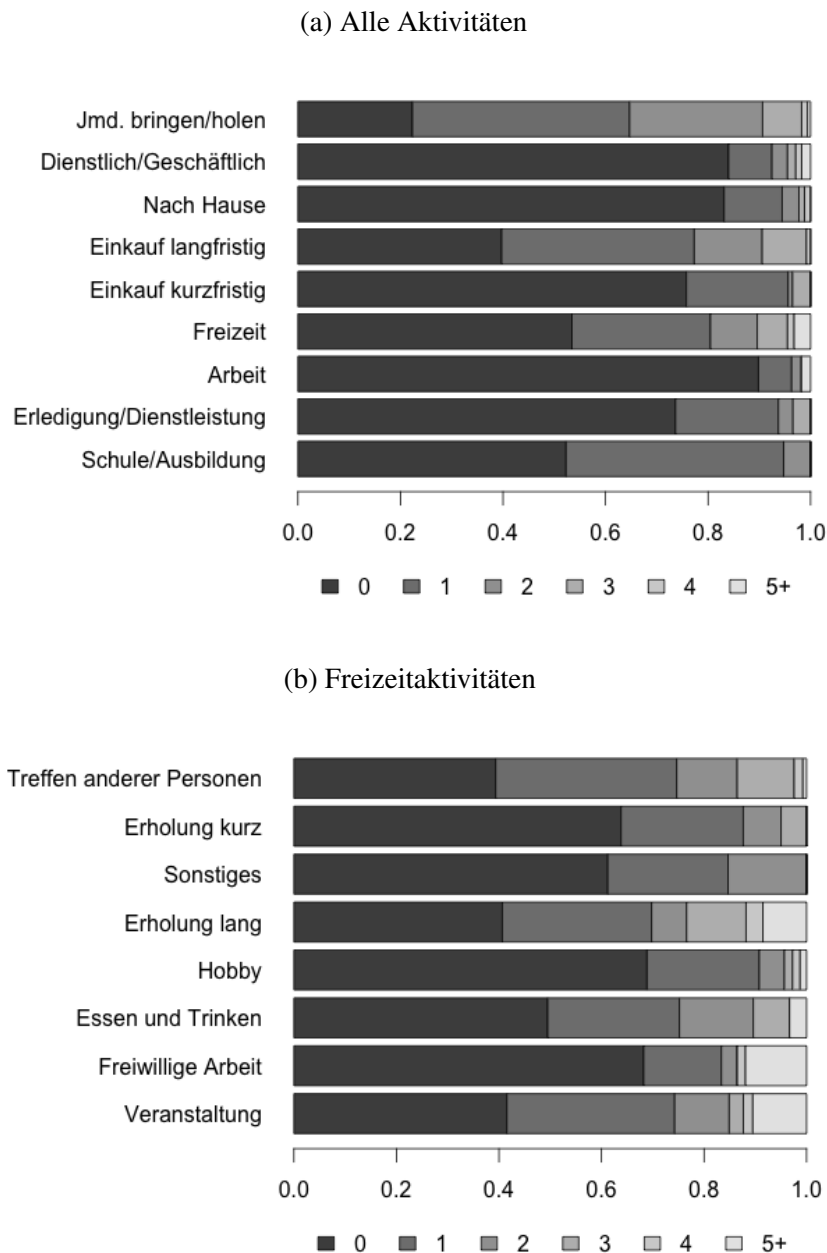 (a) Alle Aktivitäten
Jmd. bringen/holen
Dienstlich/Geschäftlich
Nach Hause
Einkauf langfristig
Einkauf kurzfristig
Freizeit
Arbeit
Erledigung/Dienstleistung
Schule/Ausbildung
0.0 0.2 0.4 0.6 0.8 1.0
0 1 2 3 4 5+
(b) Freizeitaktivitäten
Treffen anderer Personen
Erholung kurz
Sonstiges
Erholung lang
Hobby
Essen und Trinken
Freiwillige Arbeit
Veranstaltung
0.0 0.2 0.4 0.6 0.8 1.0
0 1 2 3 4 5+